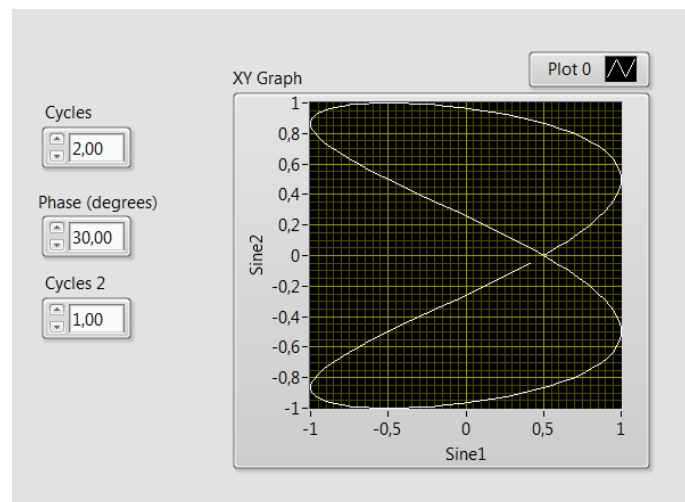 Plot 0
XY Graph
Cycles
2,00
Phase (degrees)
30,00
Cycles 2
1,00
Sine2
1
0,8
0,6
0,4
0,2
0
-0,2
-0,4
-0,6
-0,8
-1
-1
-0,5
0
0,5
1
Sine1